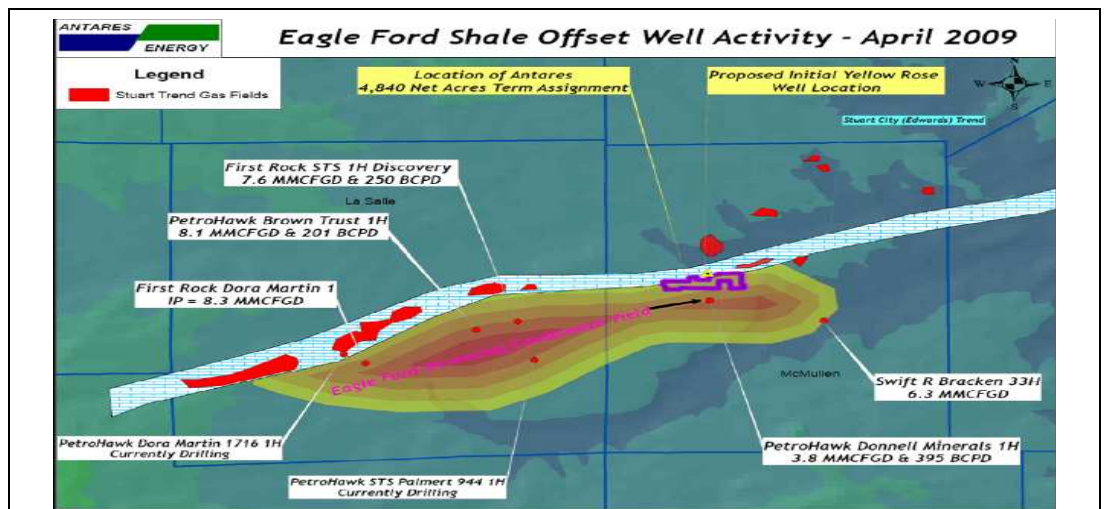 ANTARES
ENERGY
Eagle Ford Shale Offset Well Activity - April 2009
Legend
Stuart Trend Gas Fields
Location of Antares
4,840 Net Acres Term Assignment
Proposed Initial Yellow Rose
Well Location
N
W
E
S
Stuart City (Edwards) Trend
First Rock STS 1H Discovery
7.6 MMCFGD & 250 BCPD
La Salle
PetroHawk Brown Trust 1H
8.1 MMCFGD & 201 BCPD
First Rock Dora Martin 1
IP = 8.3 MMCFGD
Eagle Ford Field
McMullen
Swift R Bracken 33H
6.3 MMCFGD
PetroHawk Dora Martin 1716 1H
Currently Drilling
PetroHawk Donnell Minerals 1H
3.8 MMCFGD & 395 BCPD
PetroHawk STS Palmert 944 1H
Currently Drilling